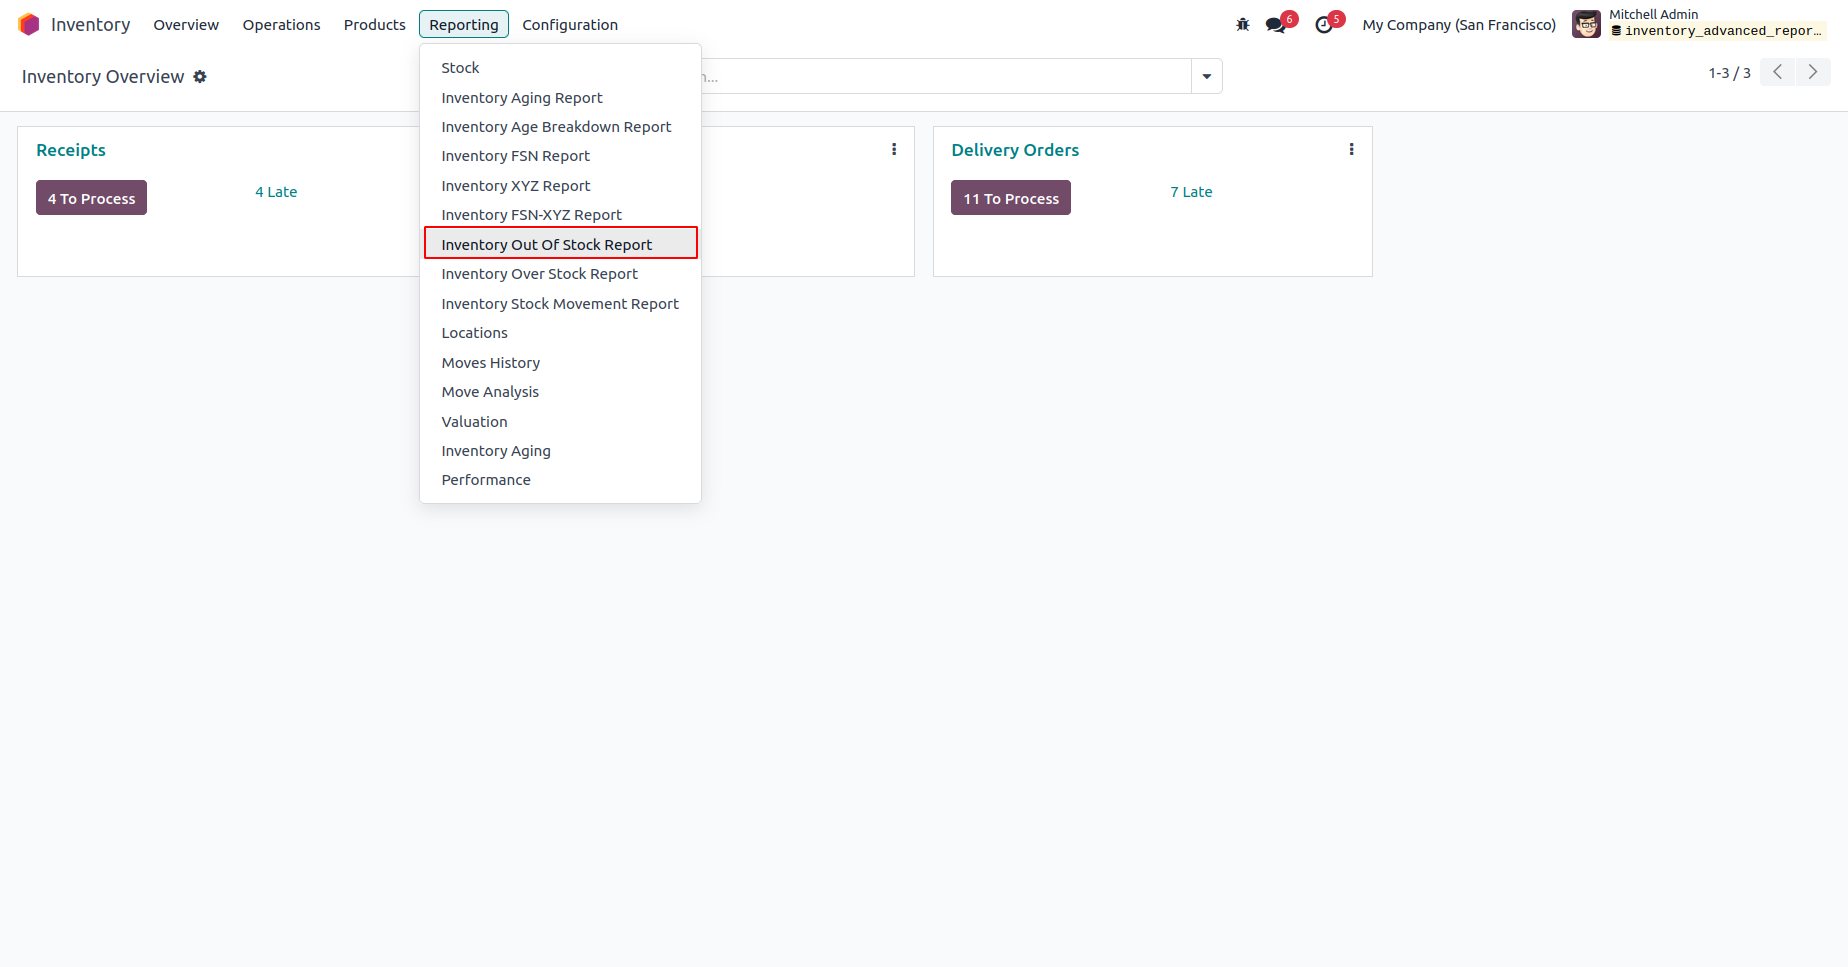 Inventory Overview Operations Products Reporting Configuration 6 5 My Company (San Francisco) Mitchell Admin
inventory_advanced_repor...
Inventory Overview
1-3 / 3
Stock
Inventory Aging Report
Inventory Age Breakdown Report
Inventory FSN Report
Inventory XYZ Report
Inventory FSN-XYZ Report
Inventory Out Of Stock Report
Inventory Over Stock Report
Inventory Stock Movement Report
Locations
Moves History
Move Analysis
Valuation
Inventory Aging
Performance
Receipts
4 To Process 4 Late
Delivery Orders
11 To Process 7 Late